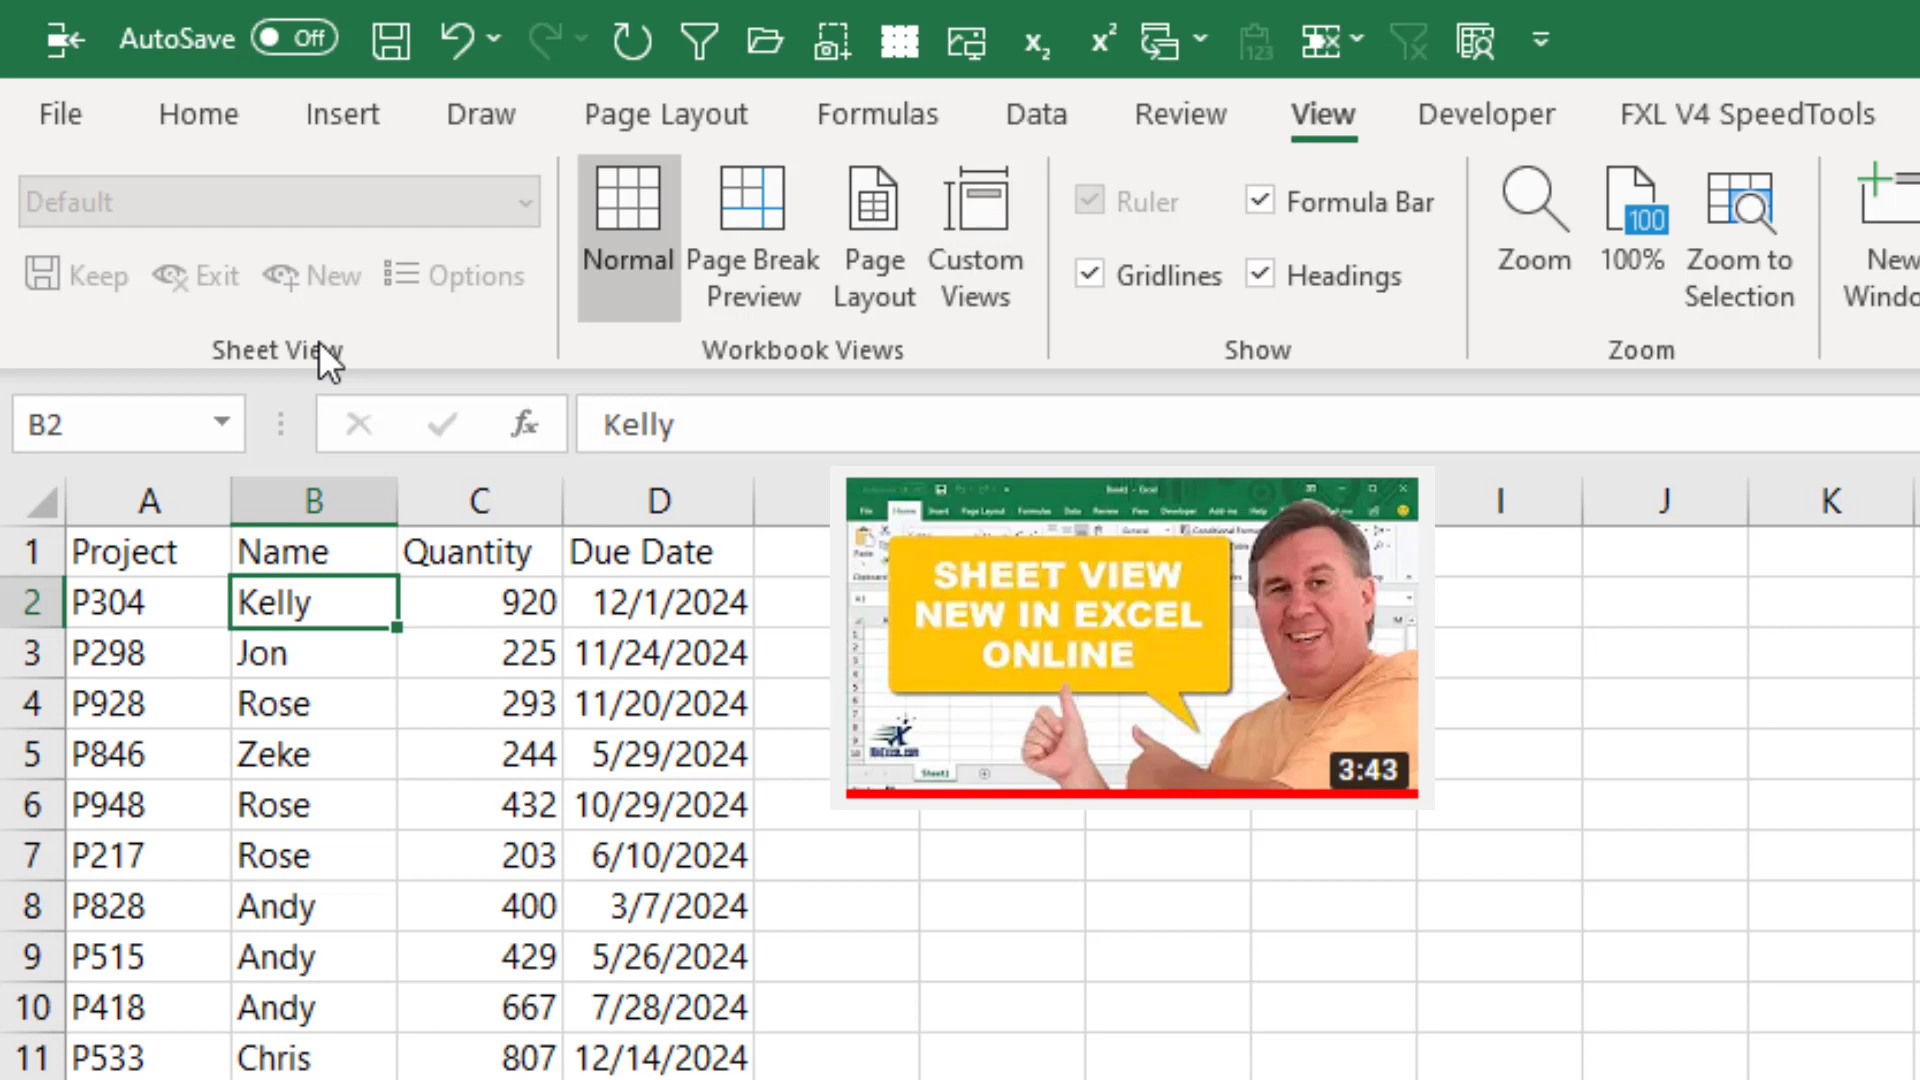 AutoSave Off
File Home Insert Draw Page Layout Formulas Data Review View Developer FXL V4 SpeedTools
Default
Keep Exit New Options
Sheet View
Normal
Page Break Preview
Page Layout
Custom Views
Workbook Views
Ruler Formula Bar
Gridlines Headings
Show
Zoom
100
100%
Zoom to Selection
Zoom
New
B2 fx Kelly
A B C D I J K
1 Project Name Quantity Due Date
2 P304 Kelly 920 12/1/2024
3 P298 Jon 225 11/24/2024
4 P928 Rose 293 11/20/2024
5 P846 Zeke 244 5/29/2024
6 P948 Rose 432 10/29/2024
7 P217 Rose 203 6/10/2024
8 P828 Andy 400 3/7/2024
9 P515 Andy 429 5/26/2024
10 P418 Andy 667 7/28/2024
11 P533 Chris 807 12/14/2024
SHEET VIEW
NEW IN EXCEL
ONLINE
MrExcel.com
Sheet1
3:43